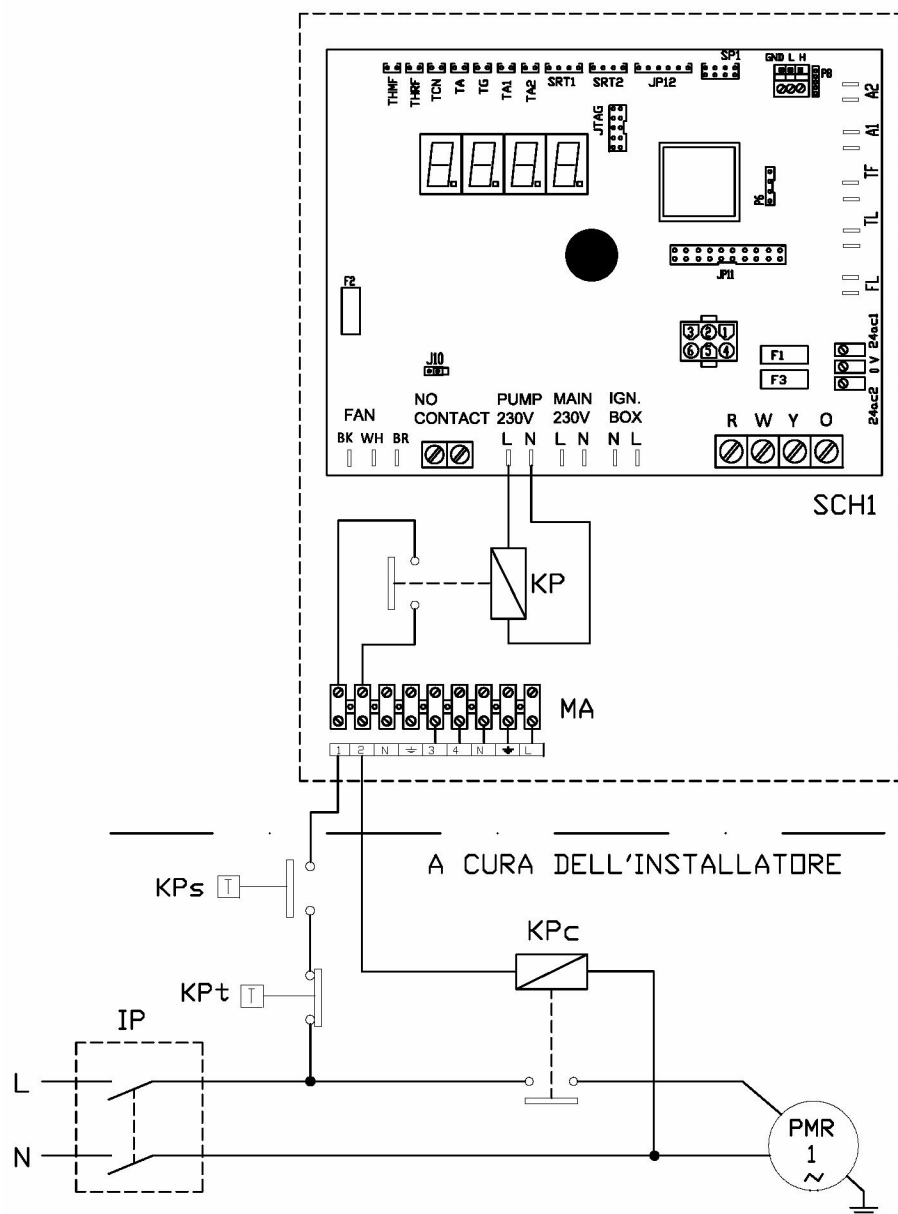 THMF THRF TCN TA TG TA1 TA2 SRT1 SRT2 JP12 SP1
GND L H
P8
A2
A1
TF
TL
FL
JTAG
P6
JP11
F2
3 2 1
6 5 4
F1
F3
24ac1
0 V
24ac2
J10
FAN
BK WH BR
NO
CONTACT
PUMP
230V
L N
MAIN
230V
L N
IGN.
BOX
N L
R W Y O
SCH1
KP
MA
1 2 N 3 4 N L
A CURA DELL'INSTALLATORE
KPs T
KPc
KPt T
IP
L
N
PMR
1
~